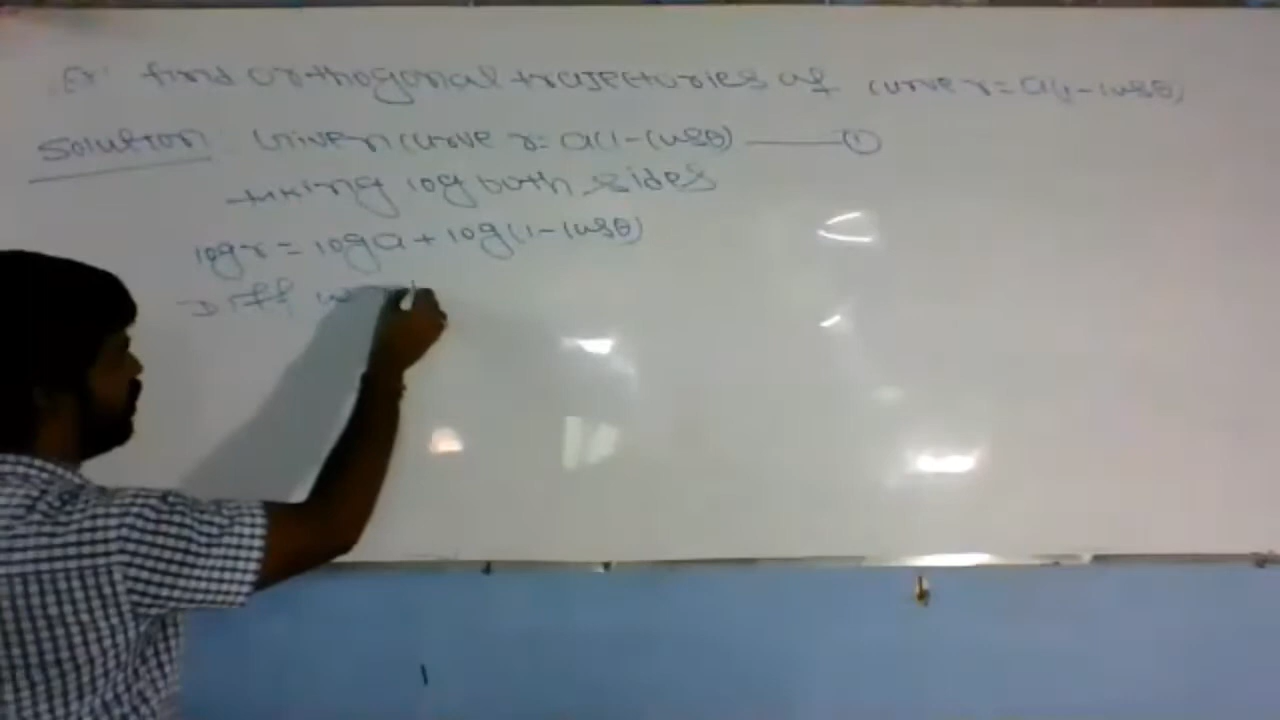 Ex: find orthogonal trajectories of curve r = a(1-cosθ)
Solution: Given curve r = a(1-cosθ) —— ①
taking log both sides
log r = log a + log(1-cosθ)
Diff w